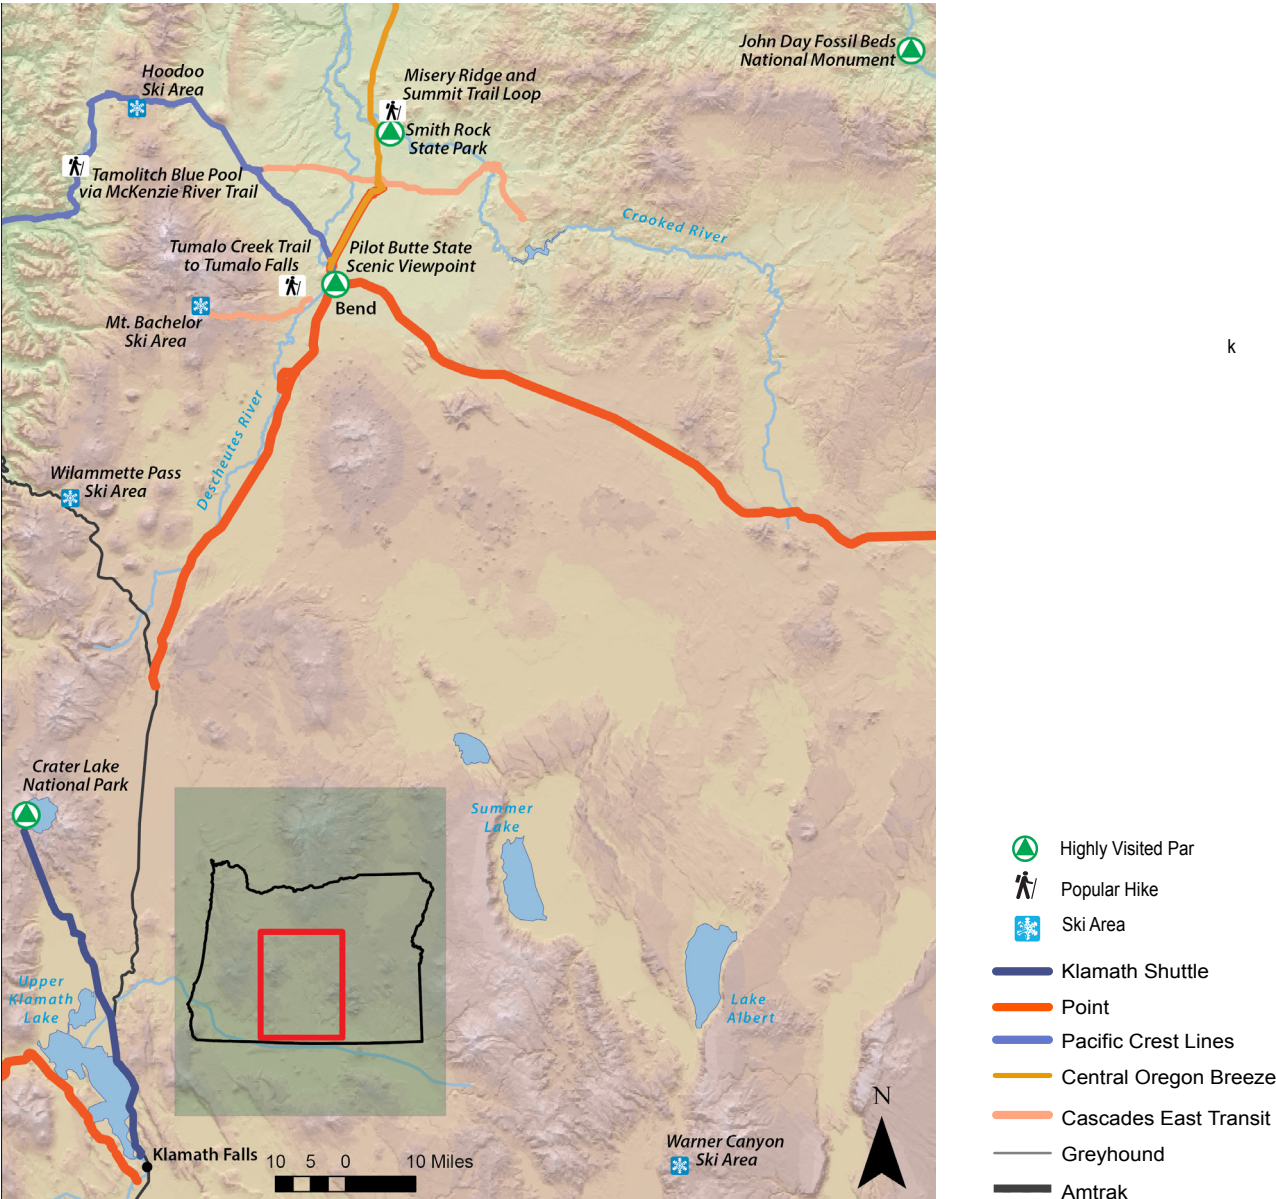 John Day Fossil Beds
National Monument
Hoodoo
Ski Area
Misery Ridge and
Summit Trail Loop
Smith Rock
State Park
Tamolitch Blue Pool
via McKenzie River Trail
Crooked River
Tumalo Creek Trail
to Tumalo Falls
Pilot Butte State
Scenic Viewpoint
Bend
Mt. Bachelor
Ski Area
k
Descheutes River
Wilammette Pass
Ski Area
Crater Lake
National Park
Summer
Lake
Upper
Klamath
Lake
Lake
Albert
Klamath Falls
10 5 0 10 Miles
Warner Canyon
Ski Area
N
Highly Visited Par
Popular Hike
Ski Area
Klamath Shuttle
Point
Pacific Crest Lines
Central Oregon Breeze
Cascades East Transit
Greyhound
Amtrak